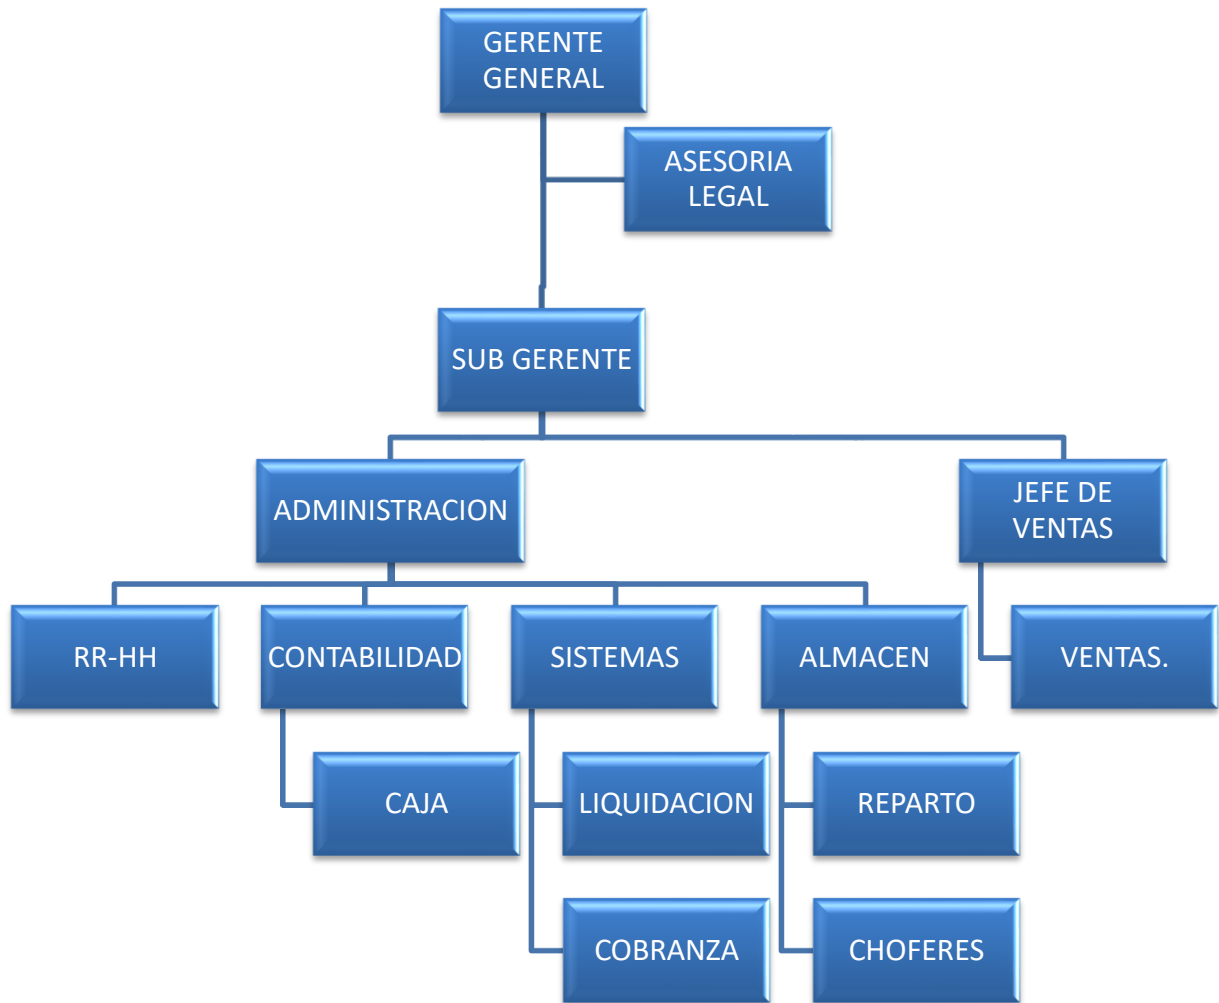 GERENTE
GENERAL
ASESORIA
LEGAL
SUB GERENTE
ADMINISTRACION
JEFE DE
VENTAS
RR-HH
CONTABILIDAD
SISTEMAS
ALMACEN
VENTAS.
CAJA
LIQUIDACION
REPARTO
COBRANZA
CHOFERES